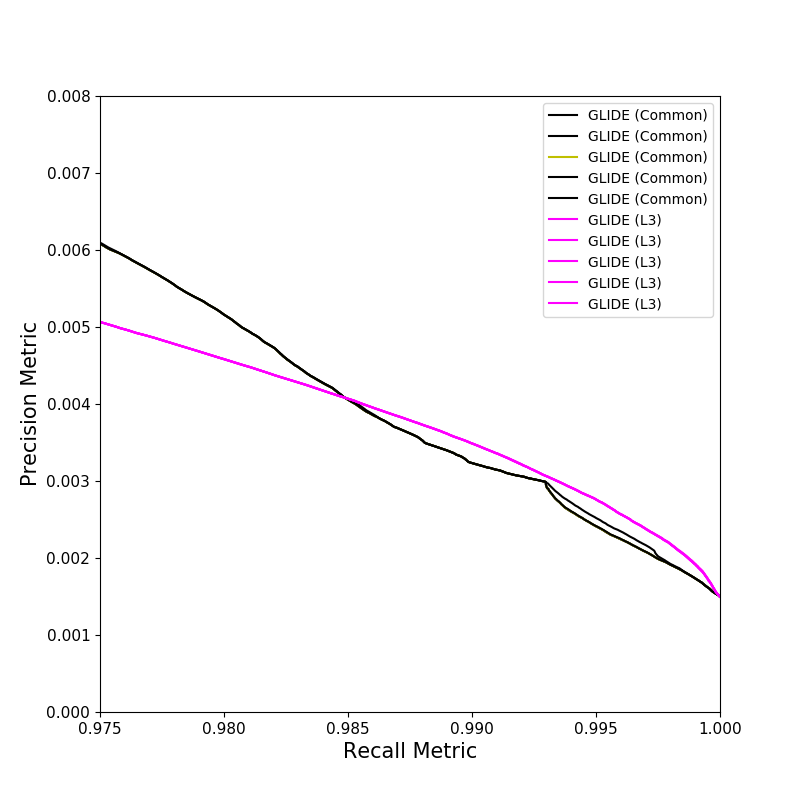 0.008
0.007
0.006
0.005
0.004
0.003
0.002
0.001
0.000
Precision Metric
GLIDE (Common)
GLIDE (Common)
GLIDE (Common)
GLIDE (Common)
GLIDE (Common)
GLIDE (L3)
GLIDE (L3)
GLIDE (L3)
GLIDE (L3)
GLIDE (L3)
0.975 0.980 0.985 0.990 0.995 1.000
Recall Metric